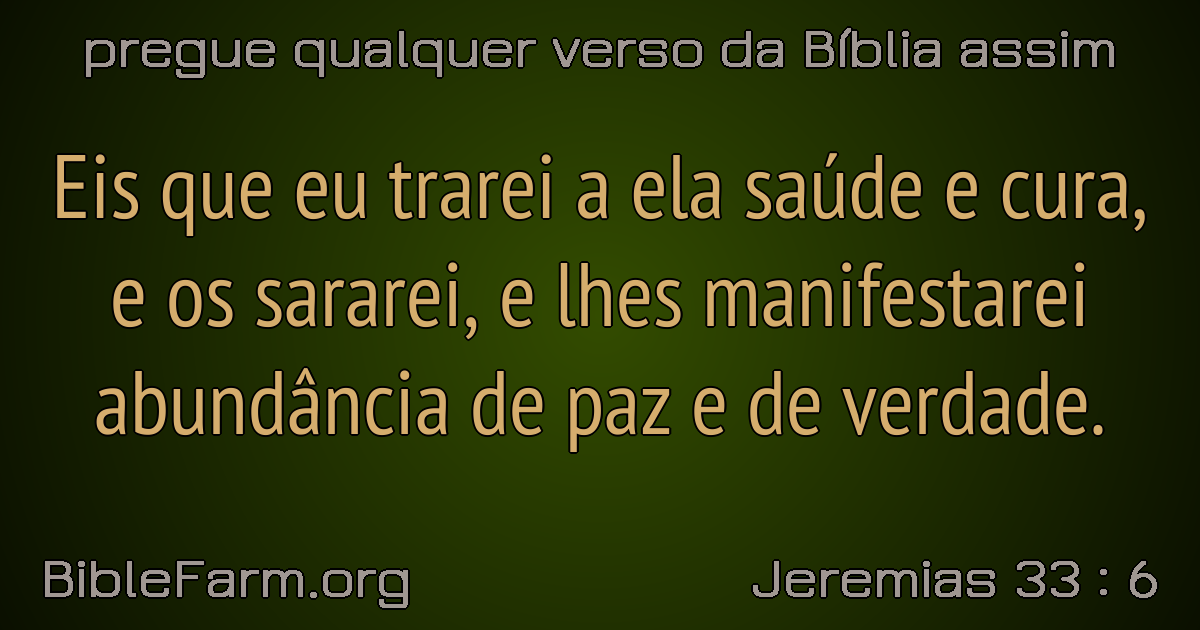 pregue qualquer verso da Bíblia assim
Eis que eu trarei a ela saúde e cura,
e os sararei, e lhes manifestarei
abundância de paz e de verdade.
BibleFarm.org
Jeremias 33 : 6